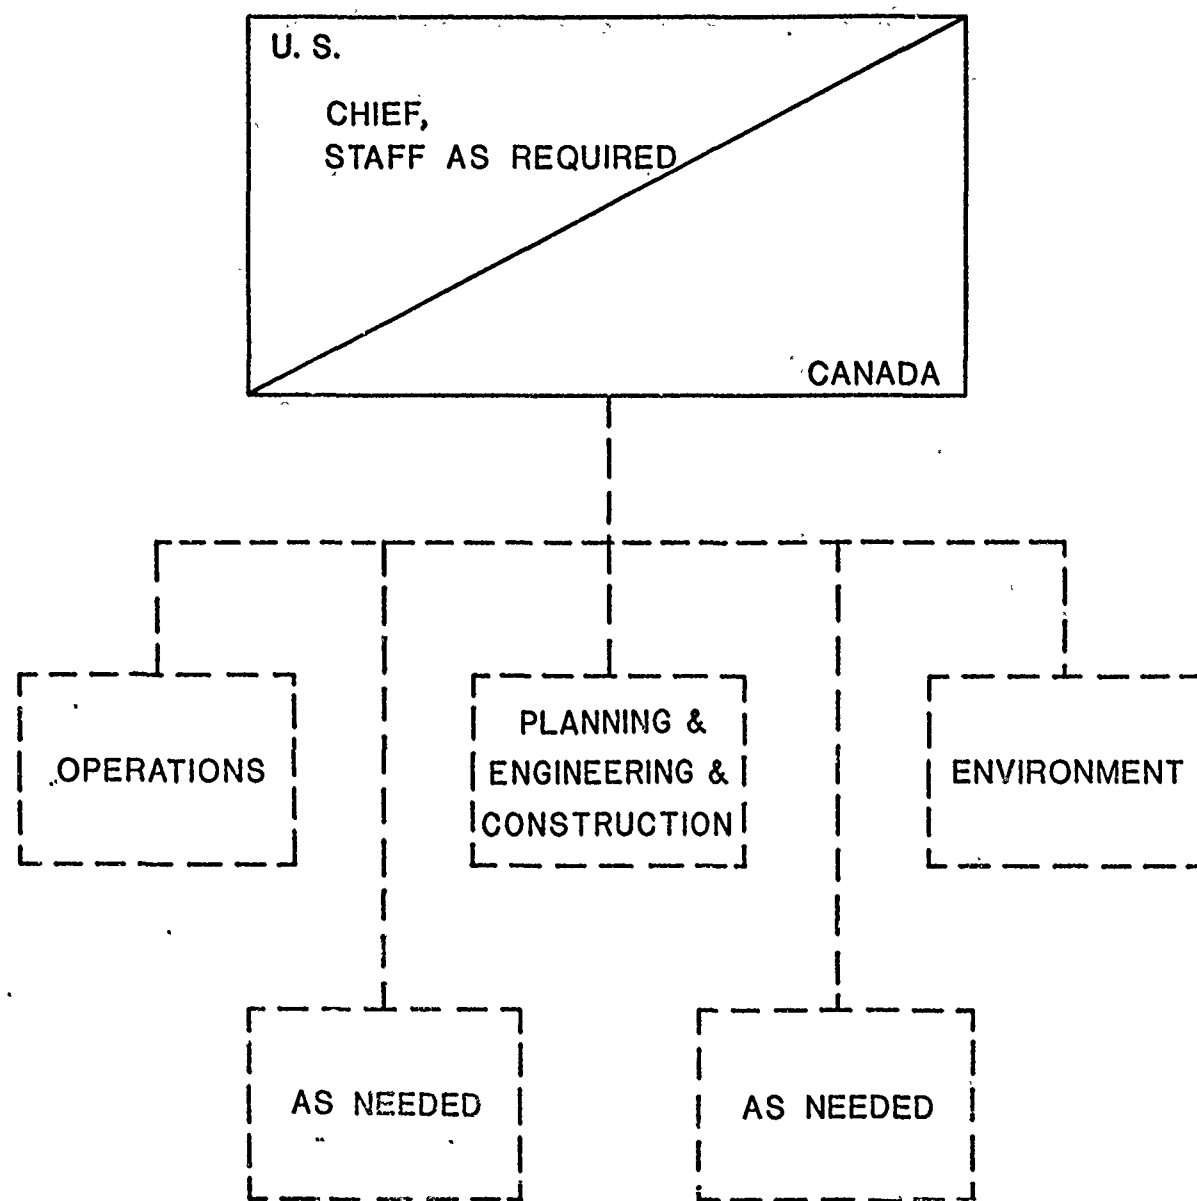 U. S.
CHIEF,
STAFF AS REQUIRED
CANADA
OPERATIONS
PLANNING &
ENGINEERING &
CONSTRUCTION
ENVIRONMENT
AS NEEDED
AS NEEDED